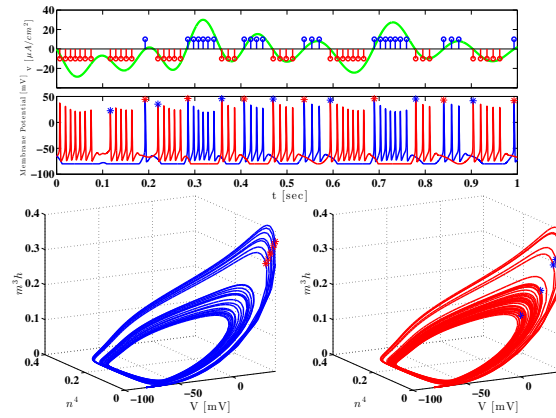 40
20
0
-20
v [μA/cm²]
50
0
-50
-100
Membrane Potential [mV]
0 0.1 0.2 0.3 0.4 0.5 0.6 0.7 0.8 0.9 1
t [sec]
0.4 0.4
0.3 0.3
0.2 0.2
0.1 0.1
0 0
m³h m³h
0.4 0.4
0.2 0.2
0 0
n⁴ n⁴
-100 -50 0 -100 -50 0
V [mV] V [mV]